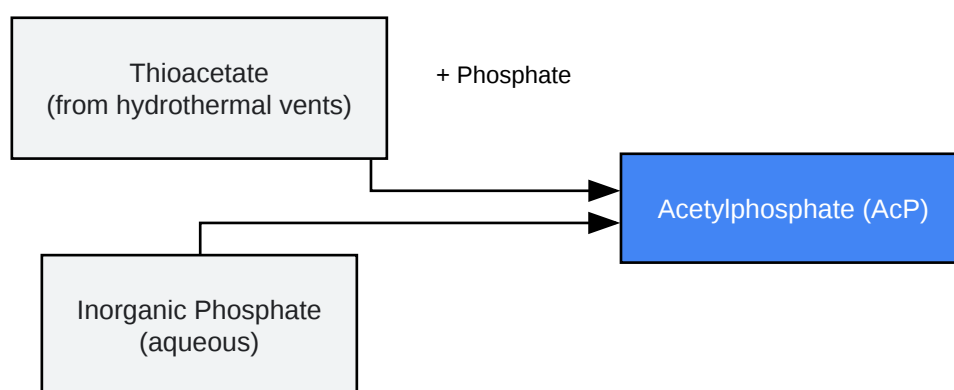 Thioacetate
(from hydrothermal vents)
+ Phosphate
Acetylphosphate (AcP)
Inorganic Phosphate
(aqueous)